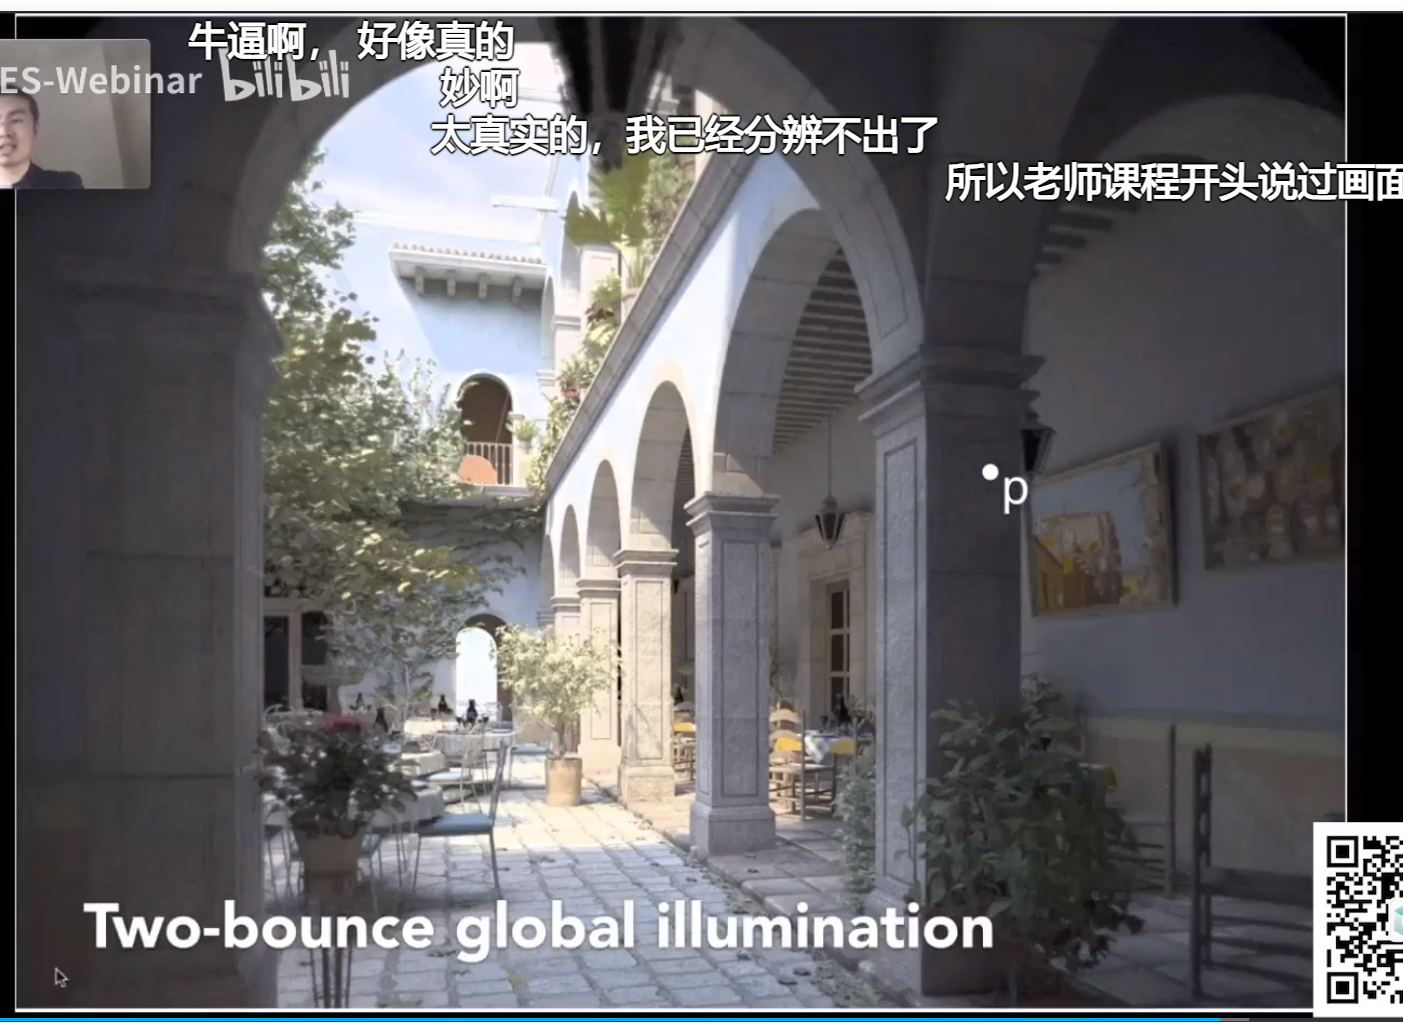 牛逼啊， 好像真的
ES-Webinar bilibili
妙啊
太真实的，我已经分辨不出了
所以老师课程开头说过画面
p
Two-bounce global illumination